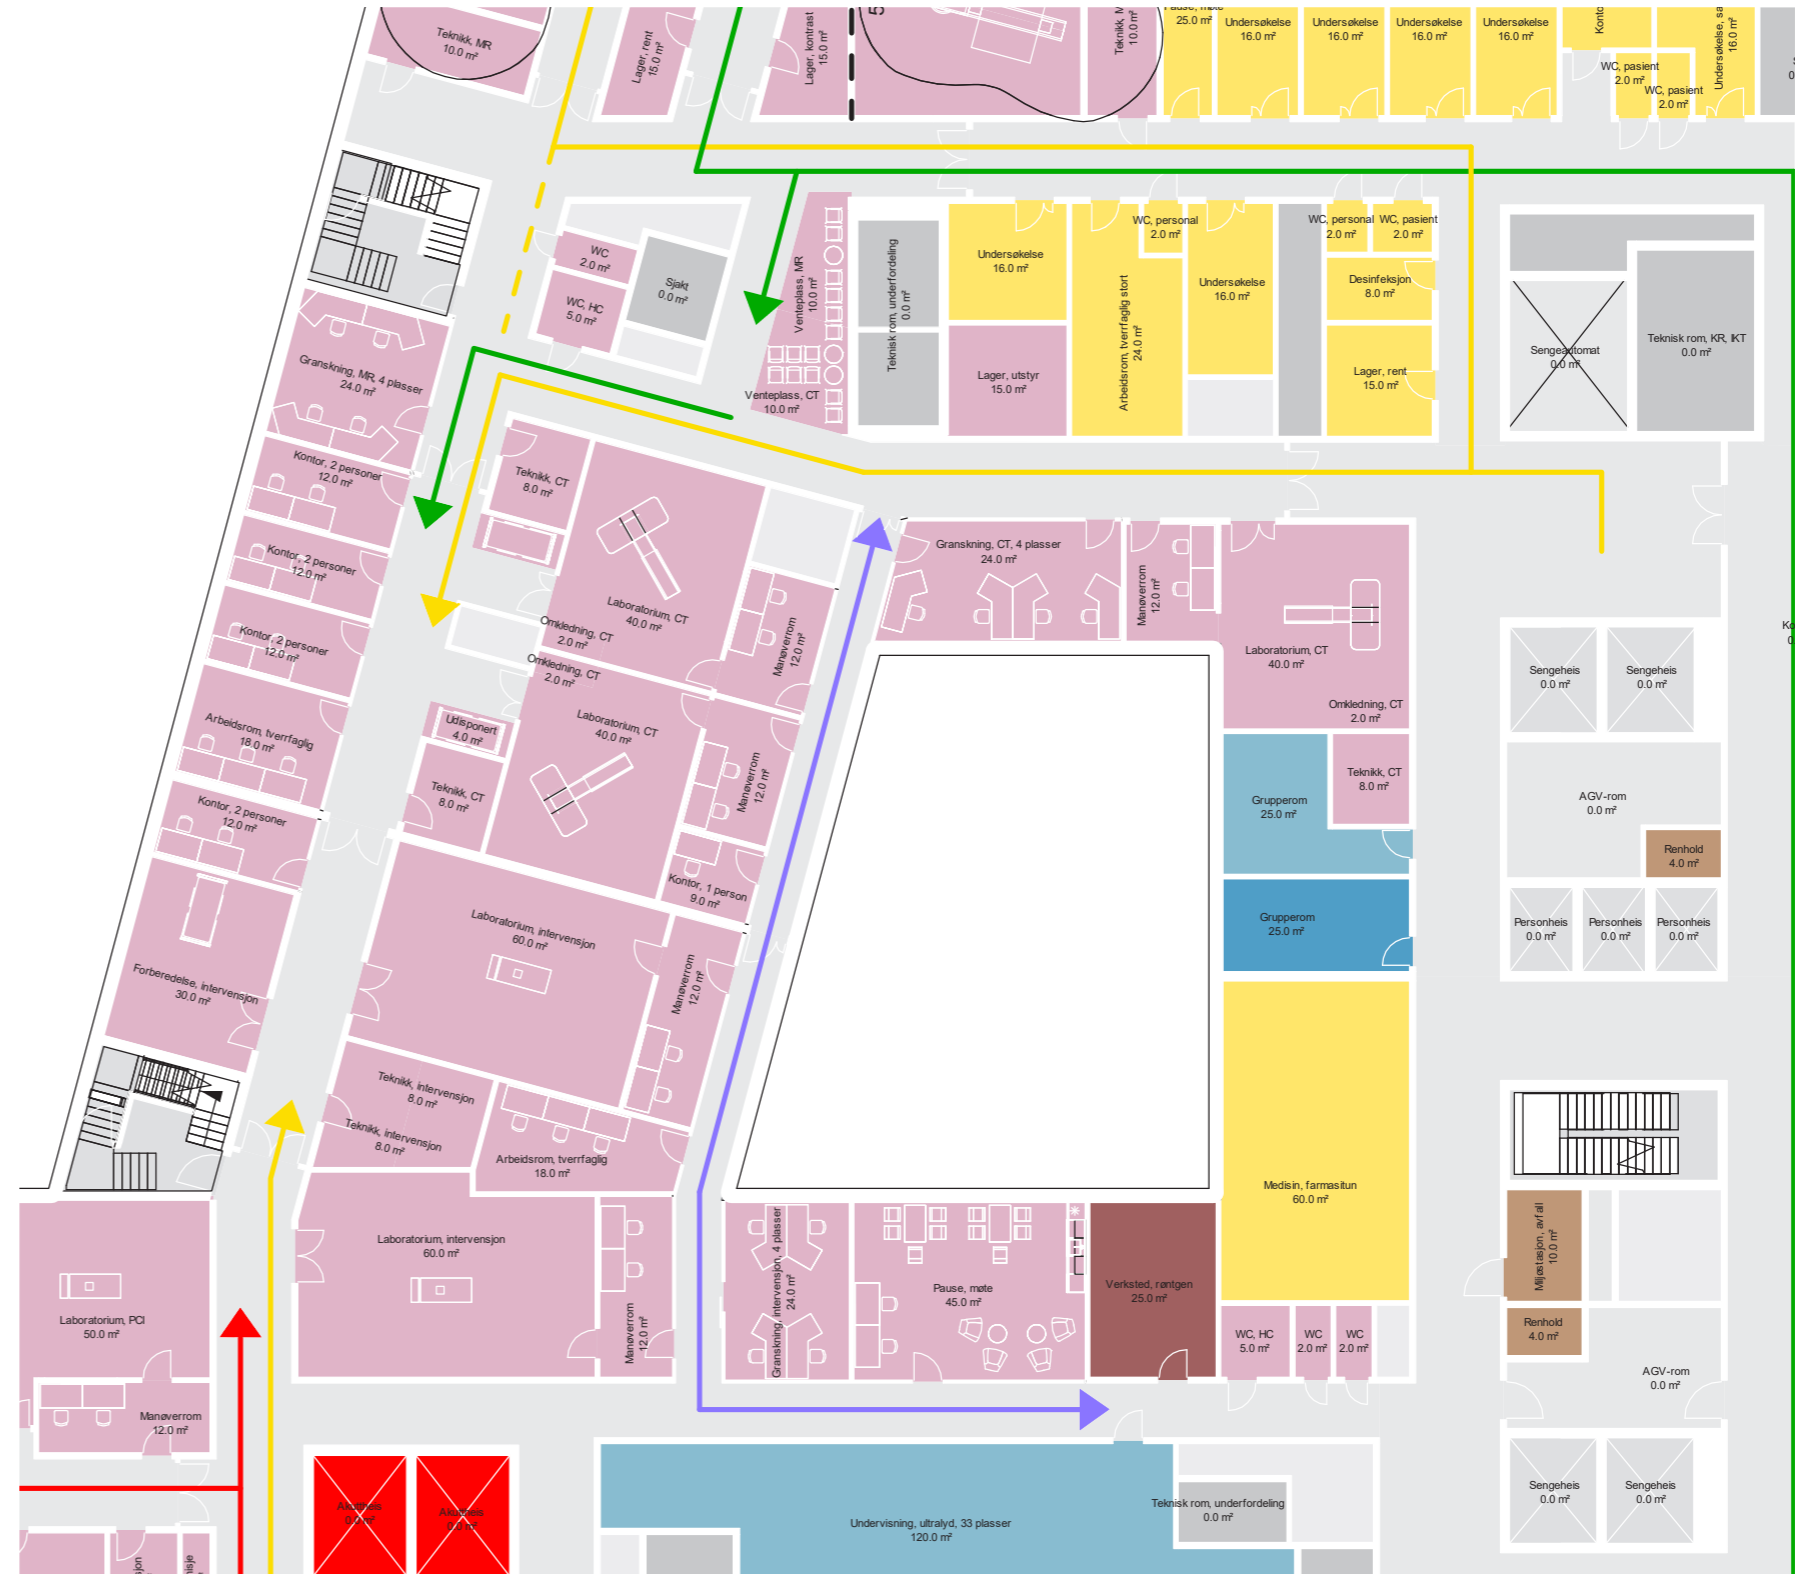 Teknikk, MR
10.0 m²
Lager, rent
15.0 m²
Lager, kontrast
15.0 m²
5
Teknikk, M
10.0 m²
Pause, møte
25.0 m²
Undersøkelse
16.0 m²
Undersøkelse
16.0 m²
Undersøkelse
16.0 m²
Undersøkelse
16.0 m²
Konto
WC, pasient
2.0 m²
WC, pasient
2.0 m²
Undersøkelse, sa
16.0 m²
WC
2.0 m²
WC, HC
5.0 m²
Sjakt
0.0 m²
Venteplass, MR
10.0 m²
Venteplass, CT
10.0 m²
Teknisk rom, underfordeling
0.0 m²
Undersøkelse
16.0 m²
Lager, utstyr
15.0 m²
Arbeidsrom, tverrfaglig stort
24.0 m²
WC, personal
2.0 m²
Undersøkelse
16.0 m²
WC, personal
2.0 m²
WC, pasient
2.0 m²
Desinfeksjon
8.0 m²
Lager, rent
15.0 m²
Sengeautomat
0.0 m²
Teknisk rom, KR, IKT
0.0 m²
Granskning, MR, 4 plasser
24.0 m²
Kontor, 2 personer
12.0 m²
Kontor, 2 personer
12.0 m²
Kontor, 2 personer
12.0 m²
Arbeidsrom, tverrfaglig
18.0 m²
Kontor, 2 personer
12.0 m²
Forberedelse, intervensjon
30.0 m²
Teknikk, CT
8.0 m²
Laboratorium, CT
40.0 m²
Omkledning, CT
2.0 m²
Omkledning, CT
2.0 m²
Manøverrom
12.0 m²
Laboratorium, CT
40.0 m²
Udisponert
4.0 m²
Teknikk, CT
8.0 m²
Manøverrom
12.0 m²
Kontor, 1 person
9.0 m²
Granskning, CT, 4 plasser
24.0 m²
Manøverrom
12.0 m²
Laboratorium, CT
40.0 m²
Omkledning, CT
2.0 m²
Teknikk, CT
8.0 m²
Grupperom
25.0 m²
Grupperom
25.0 m²
Sengeheis
0.0 m²
Sengeheis
0.0 m²
AGV-rom
0.0 m²
Renhold
4.0 m²
Personheis
0.0 m²
Personheis
0.0 m²
Personheis
0.0 m²
Laboratorium, intervensjon
60.0 m²
Manøverrom
12.0 m²
Teknikk, intervensjon
8.0 m²
Teknikk, intervensjon
8.0 m²
Arbeidsrom, tverrfaglig
18.0 m²
Laboratorium, intervensjon
60.0 m²
Manøverrom
12.0 m²
Granskning, intervensjon, 4 plasser
24.0 m²
Pause, møte
45.0 m²
Verksted, røntgen
25.0 m²
Medisin, farmasitun
60.0 m²
WC, HC
5.0 m²
WC
2.0 m²
WC
2.0 m²
Miljøstasjon, avfall
10.0 m²
Renhold
4.0 m²
AGV-rom
0.0 m²
Sengeheis
0.0 m²
Sengeheis
0.0 m²
Laboratorium, PCI
50.0 m²
Manøverrom
12.0 m²
Akuttheis
0.0 m²
Akuttheis
0.0 m²
Undervisning, ultralyd, 33 plasser
120.0 m²
Teknisk rom, underfordeling
0.0 m²
sjon
nisje